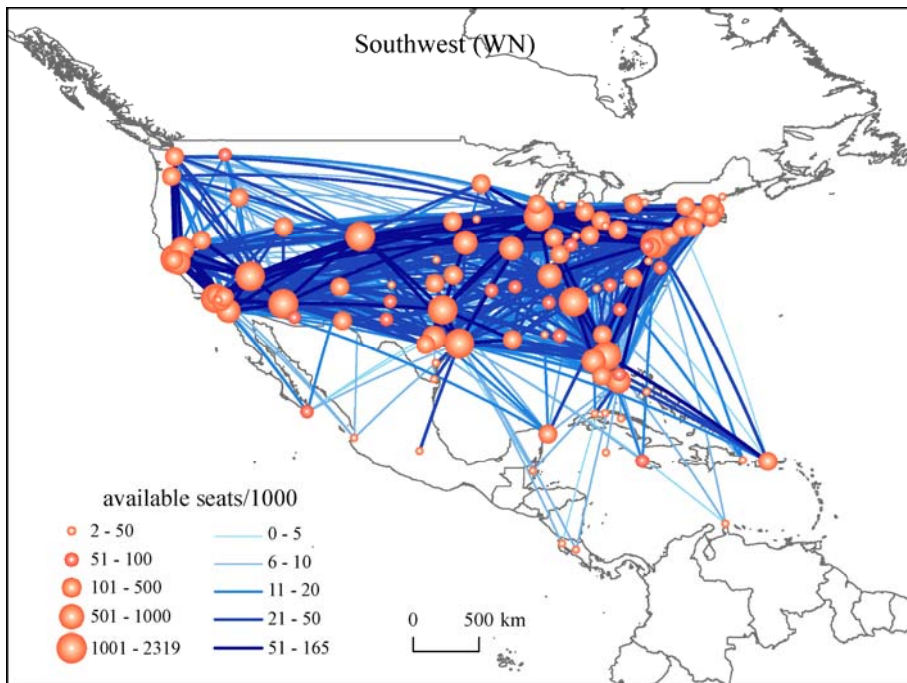 Southwest (WN)
available seats/1000
2 - 50
0 - 5
51 - 100
6 - 10
101 - 500
11 - 20
501 - 1000
21 - 50
1001 - 2319
51 - 165
0 500 km